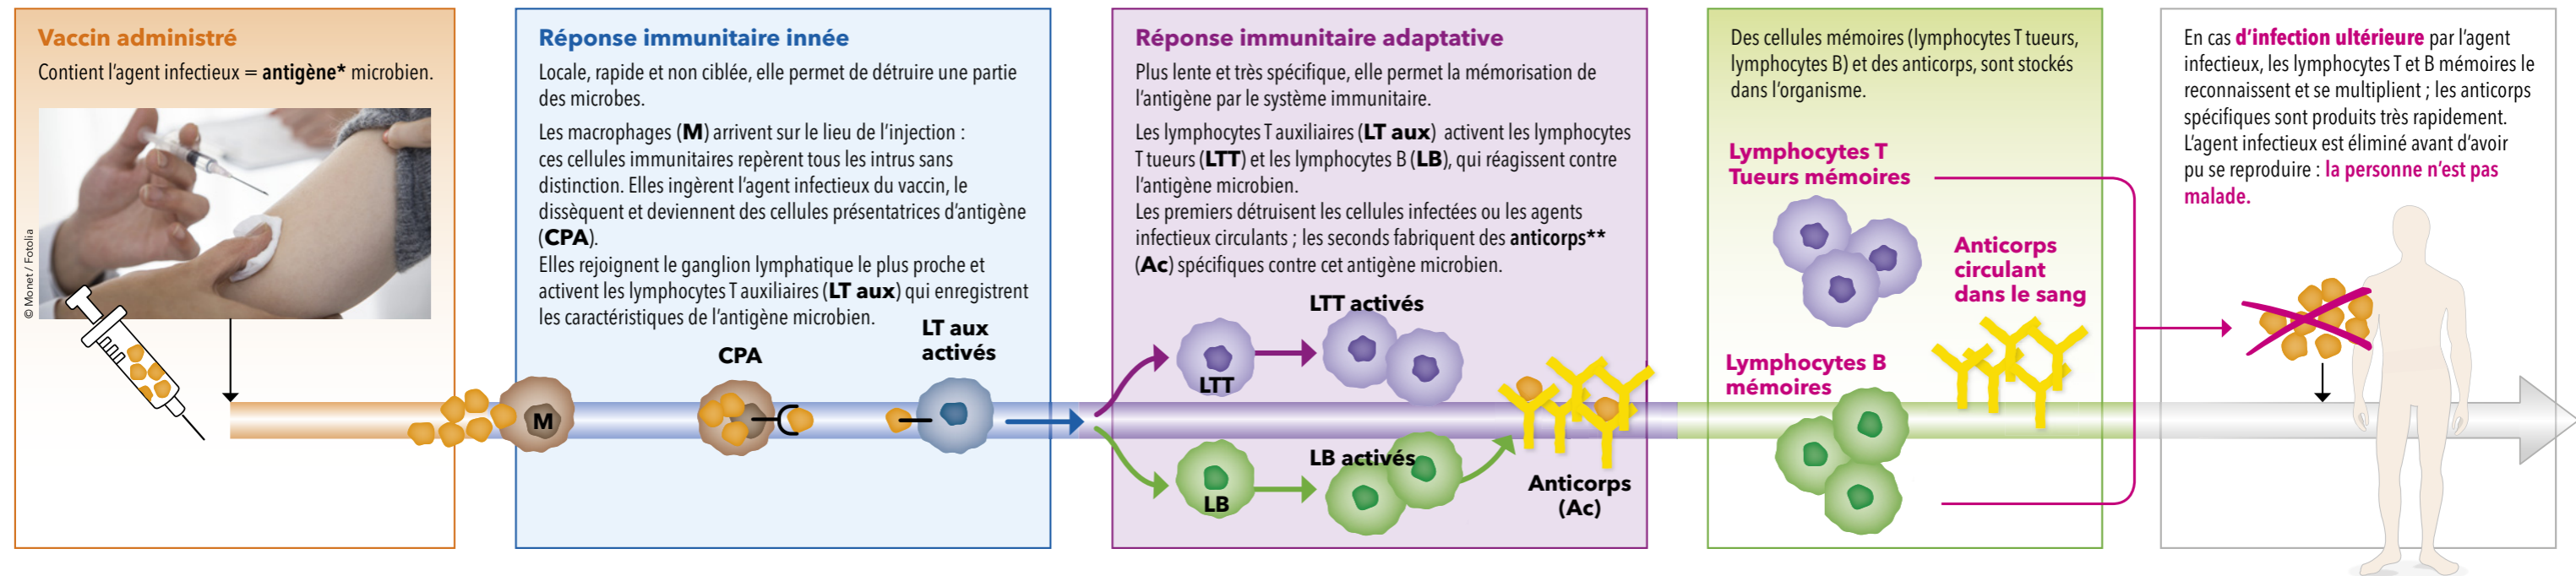 Vaccin administré
Contient l'agent infectieux = antigène* microbien.
© Monet / Fotolia
Réponse immunitaire innée
Locale, rapide et non ciblée, elle permet de détruire une partie
des microbes.
Les macrophages (M) arrivent sur le lieu de l'injection :
ces cellules immunitaires repèrent tous les intrus sans
distinction. Elles ingèrent l'agent infectieux du vaccin, le
dissèquent et deviennent des cellules présentatrices d'antigène
(CPA).
Elles rejoignent le ganglion lymphatique le plus proche et
activent les lymphocytes T auxiliaires (LT aux) qui enregistrent
les caractéristiques de l'antigène microbien.
M
CPA
LT aux
activés
Réponse immunitaire adaptative
Plus lente et très spécifique, elle permet la mémorisation de
l'antigène par le système immunitaire.
Les lymphocytes T auxiliaires (LT aux) activent les lymphocytes
T tueurs (LTT) et les lymphocytes B (LB), qui réagissent contre
l'antigène microbien.
Les premiers détruisent les cellules infectées ou les agents
infectieux circulants ; les seconds fabriquent des anticorps**
(Ac) spécifiques contre cet antigène microbien.
LTT activés
LTT
LB activés
LB
Anticorps
(Ac)
Des cellules mémoires (lymphocytes T tueurs,
lymphocytes B) et des anticorps, sont stockés
dans l'organisme.
Lymphocytes T
Tueurs mémoires
Anticorps
circulant
dans le sang
Lymphocytes B
mémoires
En cas d'infection ultérieure par l'agent
infectieux, les lymphocytes T et B mémoires le
reconnaissent et se multiplient ; les anticorps
spécifiques sont produits très rapidement.
L'agent infectieux est éliminé avant d'avoir
pu se reproduire : la personne n'est pas
malade.